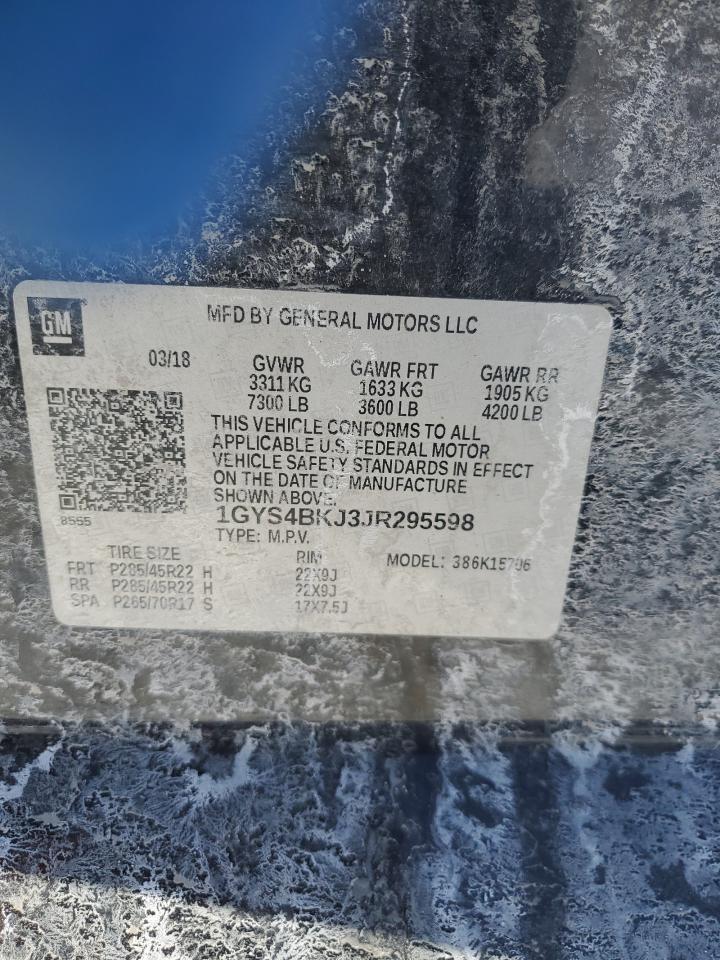 GM
MFD BY GENERAL MOTORS LLC
03/18 GVWR GAWR FRT GAWR RR
3311 KG 1633 KG 1905 KG
7300 LB 3600 LB 4200 LB
THIS VEHICLE CONFORMS TO ALL
APPLICABLE U.S. FEDERAL MOTOR
VEHICLE SAFETY STANDARDS IN EFFECT
ON THE DATE OF MANUFACTURE
SHOWN ABOVE.
8555
1GYS4BKJ3JR295598
TYPE: M.P.V.
TIRE SIZE RIM MODEL: 386K15706
FRT P285/45R22 H 22X9J
RR P285/45R22 H 22X9J
SPA P265/70R17 S 17X7.5J